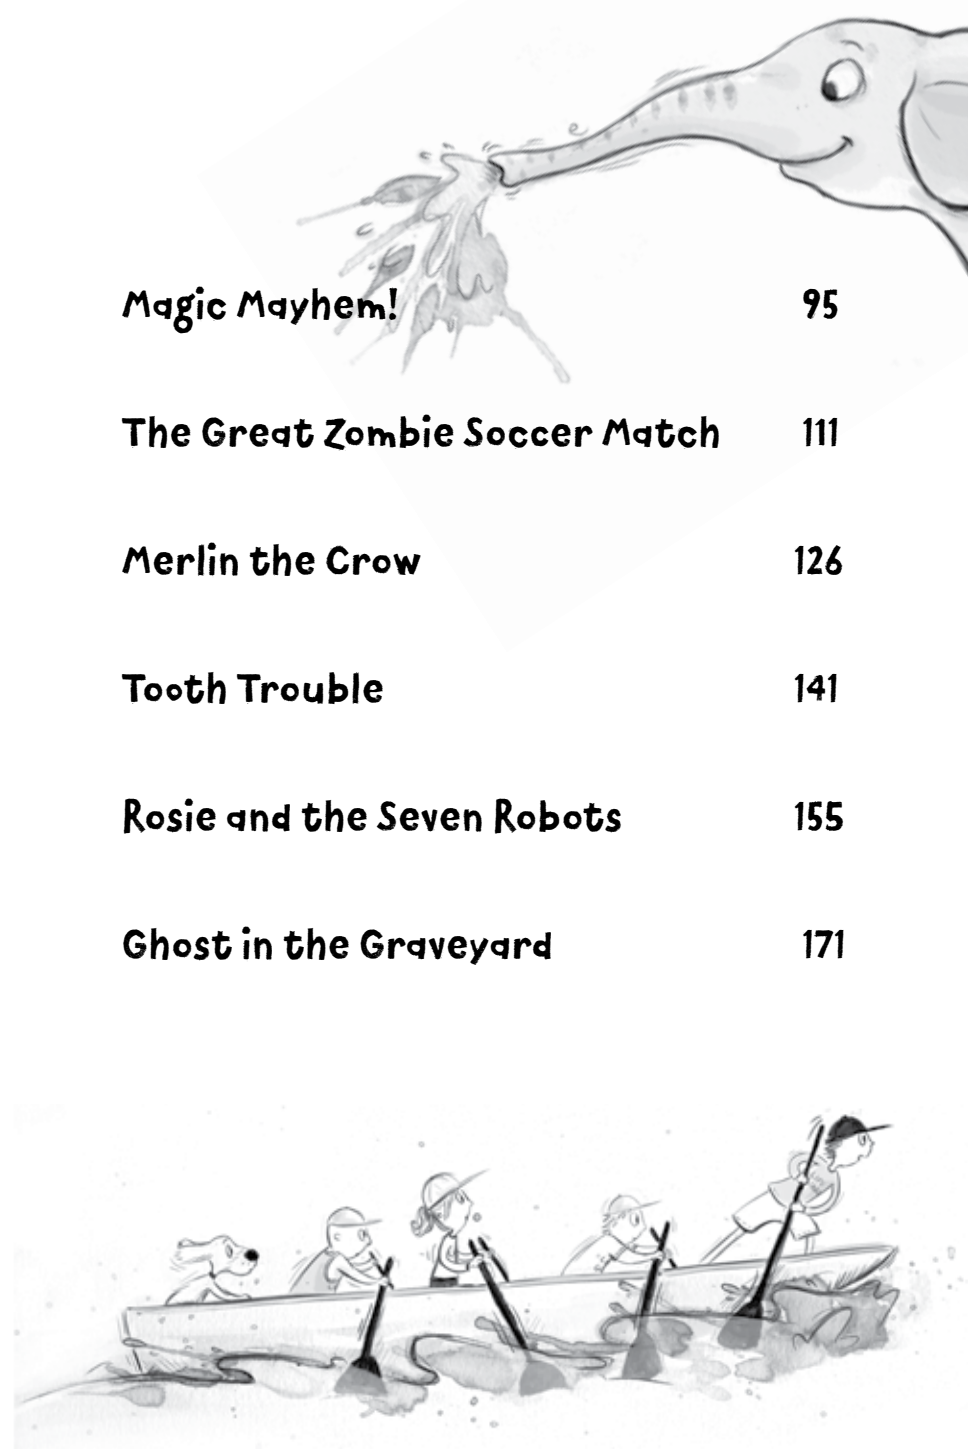 Magic Mayhem! 95
The Great Zombie Soccer Match 111
Merlin the Crow 126
Tooth Trouble 141
Rosie and the Seven Robots 155
Ghost in the Graveyard 171